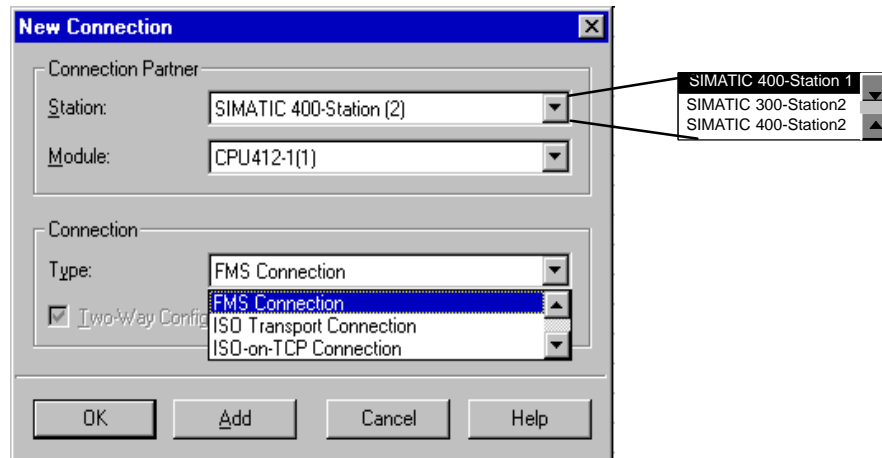 New Connection
Connection Partner
Station:
SIMATIC 400-Station (2)
Module:
CPU412-1(1)
SIMATIC 400-Station 1
SIMATIC 300-Station2
SIMATIC 400-Station2
Connection
Type:
FMS Connection
FMS Connection
ISO Transport Connection
ISO-on-TCP Connection
Two-Way
OK
Add
Cancel
Help